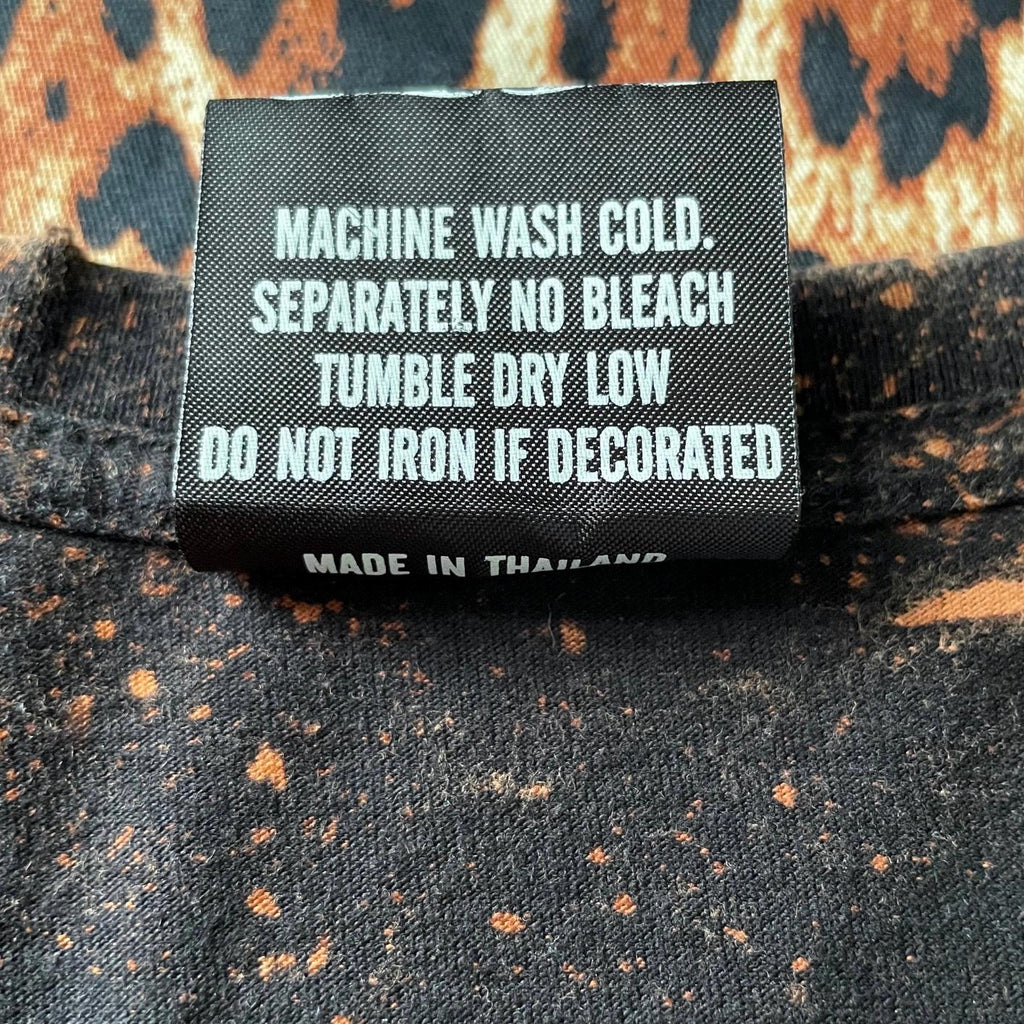 MACHINE WASH COLD.
SEPARATELY NO BLEACH
TUMBLE DRY LOW
DO NOT IRON IF DECORATED
MADE IN THAILAND